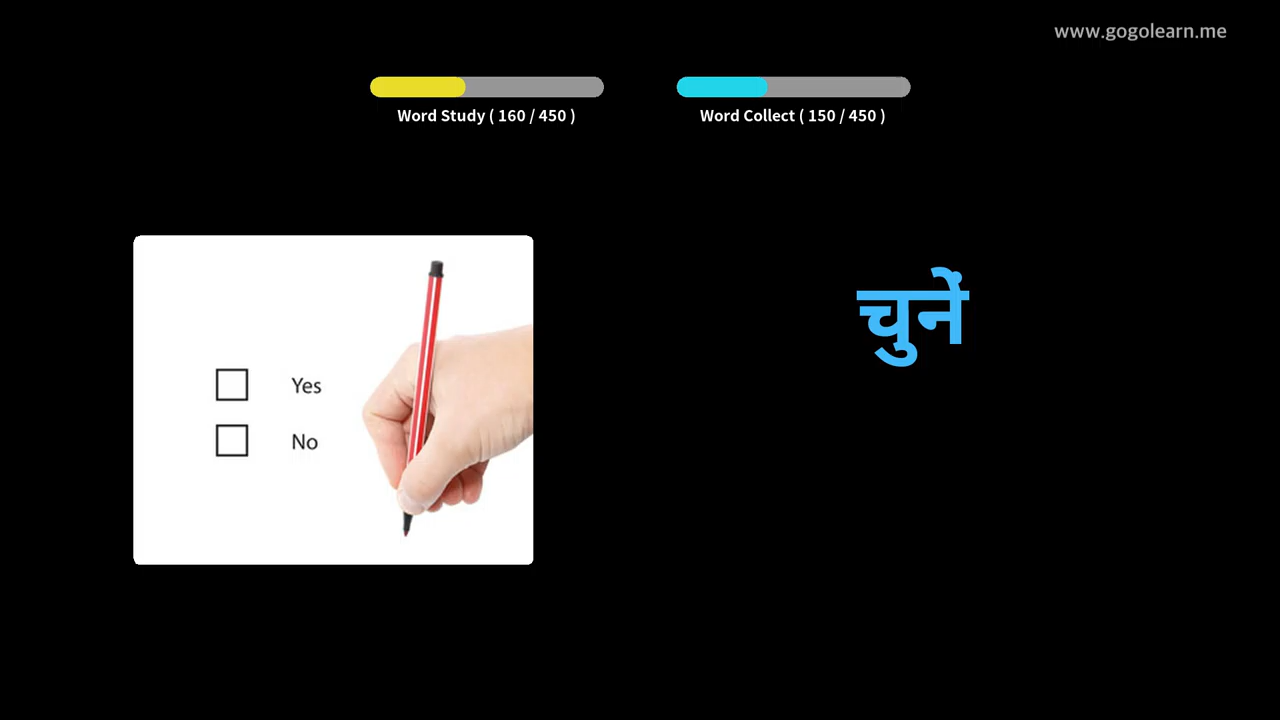 www.gogolearn.me
Word Study ( 160 / 450 )
Word Collect ( 150 / 450 )
चुनें
Yes
No